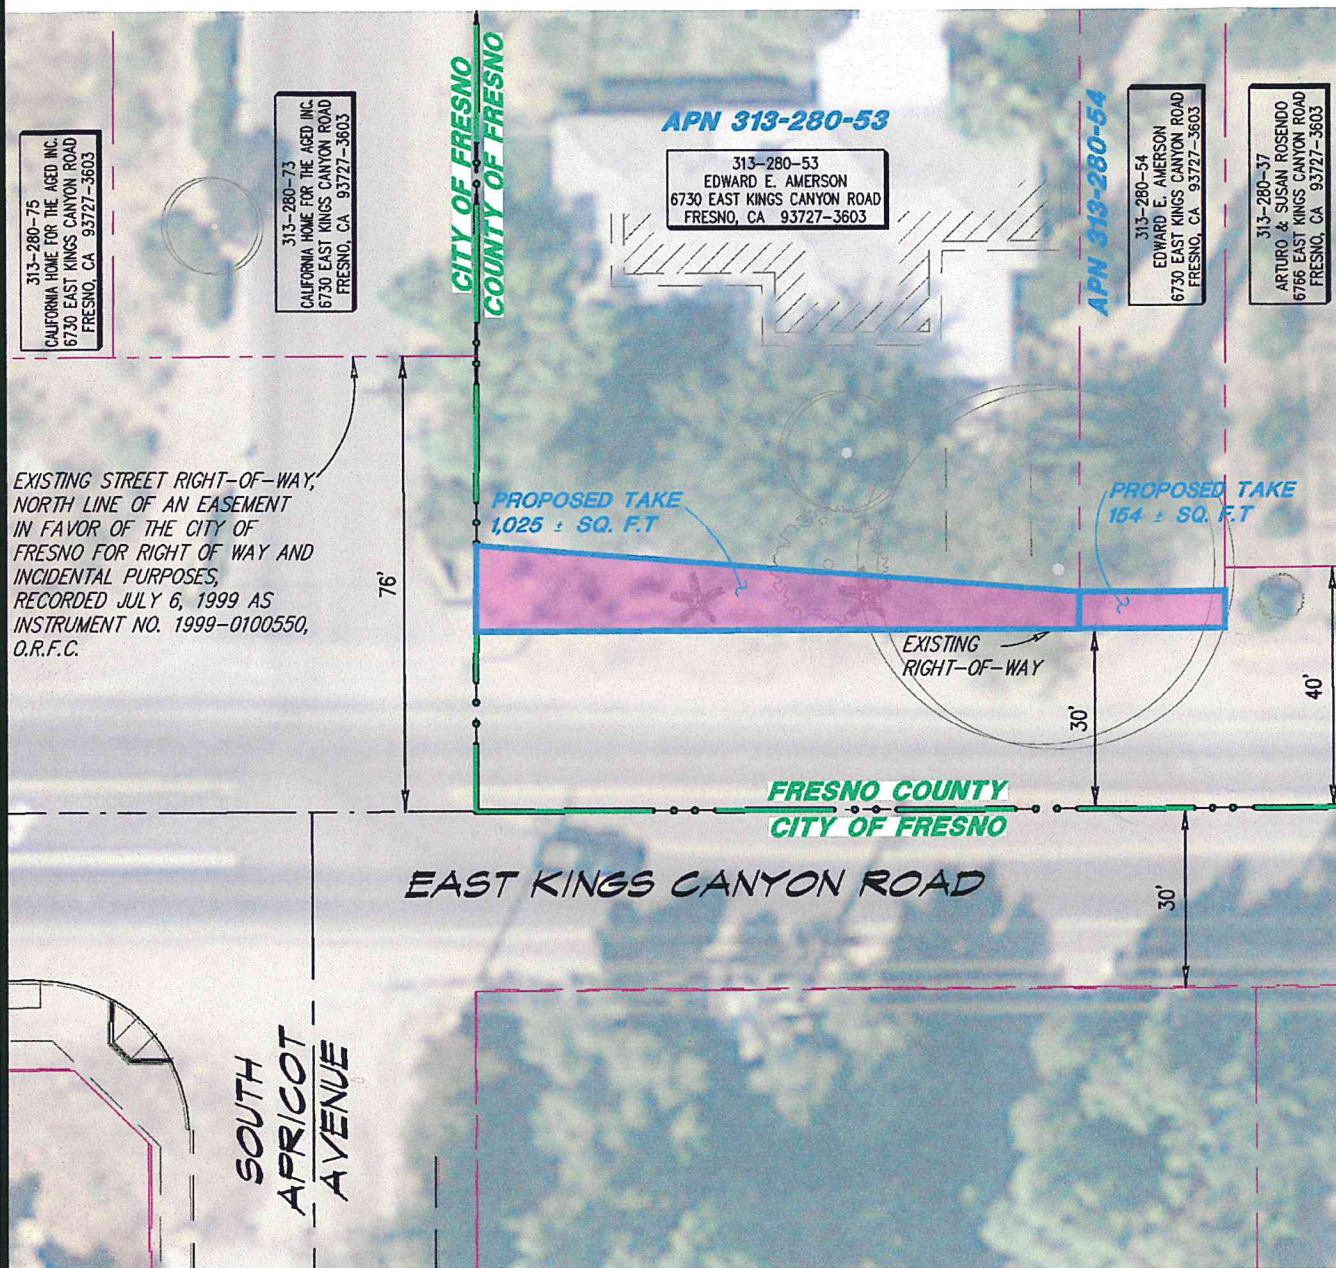 313-280-75
CALIFORNIA HOME FOR THE AGED INC.
6730 EAST KINGS CANYON ROAD
FRESNO, CA 93727-3603
313-280-73
CALIFORNIA HOME FOR THE AGED INC.
6730 EAST KINGS CANYON ROAD
FRESNO, CA 93727-3603
CITY OF FRESNO
COUNTY OF FRESNO
APN 313-280-53
313-280-53
EDWARD E. AMERSON
6730 EAST KINGS CANYON ROAD
FRESNO, CA 93727-3603
APN 313-280-54
313-280-54
EDWARD E. AMERSON
6730 EAST KINGS CANYON ROAD
FRESNO, CA 93727-3603
313-280-37
ARTURO & SUSAN ROSENDO
6766 EAST KINGS CANYON ROAD
FRESNO, CA 93727-3603
EXISTING STREET RIGHT-OF-WAY,
NORTH LINE OF AN EASEMENT
IN FAVOR OF THE CITY OF
FRESNO FOR RIGHT OF WAY AND
INCIDENTAL PURPOSES,
RECORDED JULY 6, 1999 AS
INSTRUMENT NO. 1999-0100550,
O.R.F.C.
76'
PROPOSED TAKE
1,025 ± SQ. F.T
PROPOSED TAKE
154 ± SQ. F.T
EXISTING
RIGHT-OF-WAY
30'
40'
FRESNO COUNTY
CITY OF FRESNO
EAST KINGS CANYON ROAD
30'
SOUTH
APRICOT
AVENUE